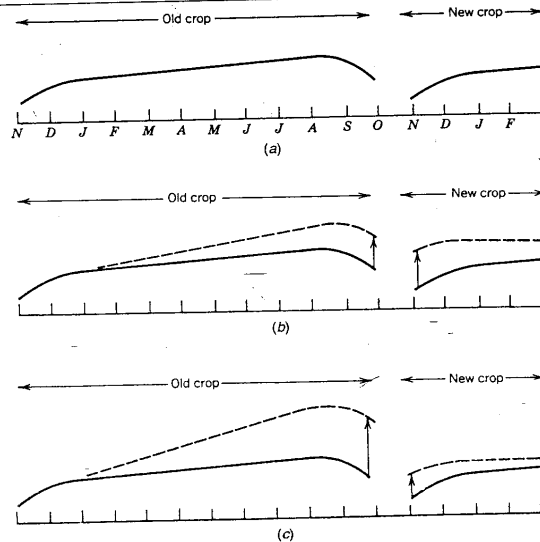 Old crop New crop
N D J F M A M J J A S O N D J F
(a)
Old crop New crop
(b)
Old crop New crop
(c)